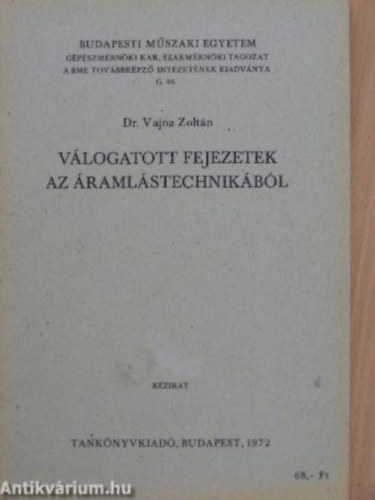 BUDAPESTI MŰSZAKI EGYETEM
GÉPÉSZMÉRNÖKI KAR, SZAKMÉRNÖKI TAGOZAT
A BME TOVÁBBKÉPZŐ INTÉZETÉNEK KIADVÁNYA
G. 86.
Dr. Vajna Zoltán
VÁLOGATOTT FEJEZETEK
AZ ÁRAMLÁSTECHNIKÁBÓL
KÉZIRAT
TANKÖNYVKIADÓ, BUDAPEST, 1972
68,- Ft
Antikvárium.hu